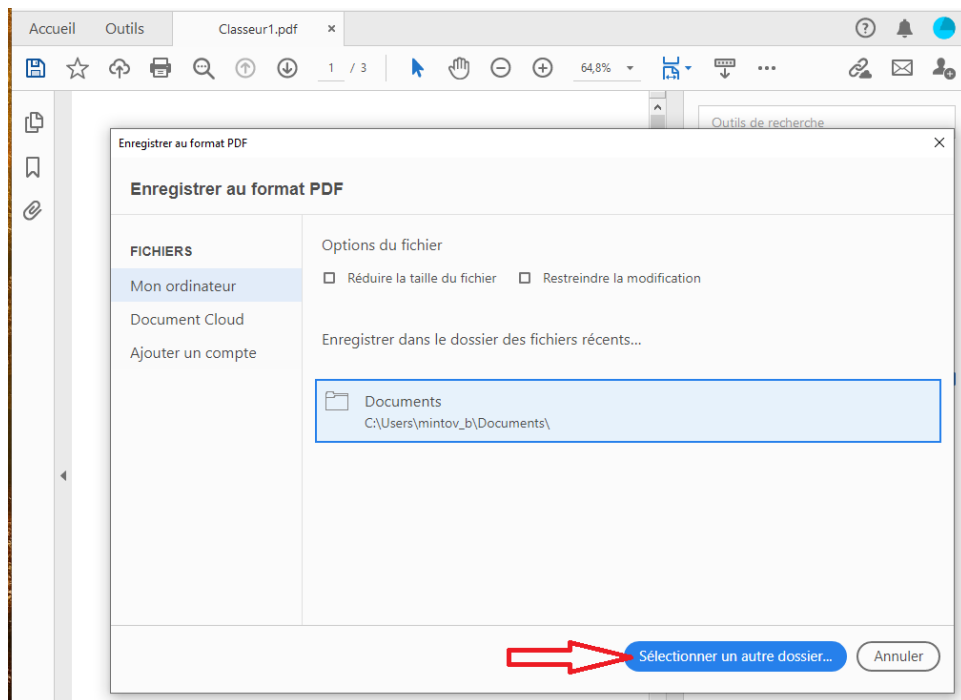 Accueil Outils Classeur1.pdf ×
1 / 3 64,8%
Outils de recherche
Enregistrer au format PDF
Enregistrer au format PDF
FICHIERS
Mon ordinateur
Document Cloud
Ajouter un compte
Options du fichier
Réduire la taille du fichier Restreindre la modification
Enregistrer dans le dossier des fichiers récents...
Documents
C:\Users\mintov_b\Documents\
Sélectionner un autre dossier... Annuler